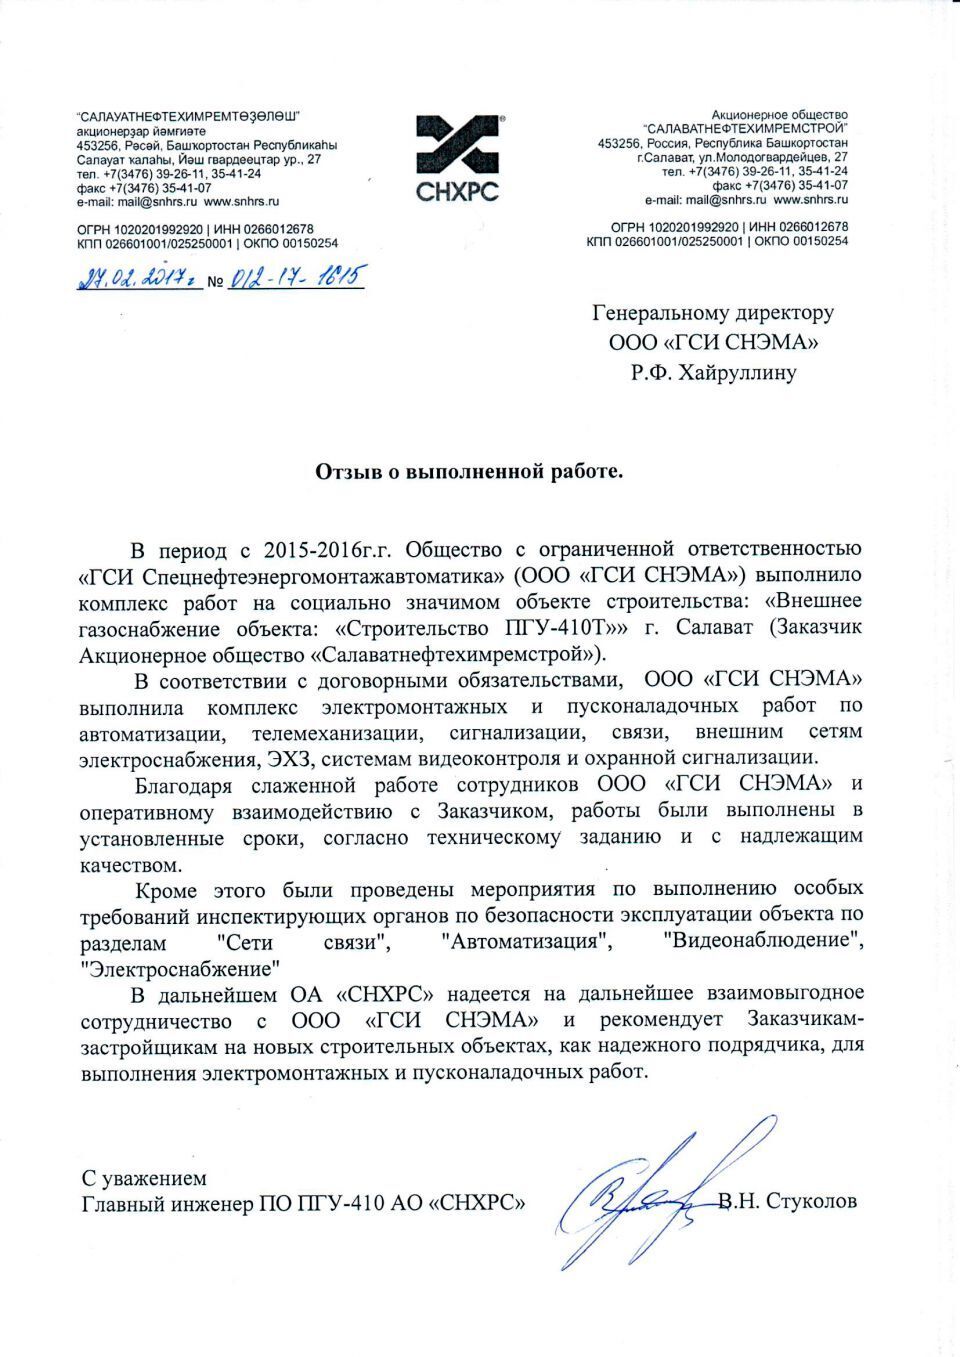 "САЛАУАТНЕФТЕХИМРЕМТӨҘӨЛӨШ"
акционерҙар йәмғиәте
453256, Рәсәй, Башҡортостан Республикаһы
Салауат ҡалаһы, Йәш гвардеецтар ур., 27
тел. +7(3476) 39-26-11, 35-41-24
факс +7(3476) 35-41-07
e-mail: mail@snhrs.ru www.snhrs.ru
ОГРН 1020201992920 | ИНН 0266012678
КПП 026601001/025250001 | ОКПО 00150254
27.02.2017г № 012-17-1615
®
СНХРС
Акционерное общество
"САЛАВАТНЕФТЕХИМРЕМСТРОЙ"
453256, Россия, Республика Башкортостан
г.Салават, ул.Молодогвардейцев, 27
тел. +7(3476) 39-26-11, 35-41-24
факс +7(3476) 35-41-07
e-mail: mail@snhrs.ru www.snhrs.ru
ОГРН 1020201992920 | ИНН 0266012678
КПП 026601001/025250001 | ОКПО 00150254
Генеральному директору
ООО «ГСИ СНЭМА»
Р.Ф. Хайруллину
Отзыв о выполненной работе.
В период с 2015-2016г.г. Общество с ограниченной ответственностью
«ГСИ Спецнефтеэнергомонтажавтоматика» (ООО «ГСИ СНЭМА») выполнило
комплекс работ на социально значимом объекте строительства: «Внешнее
газоснабжение объекта: «Строительство ПГУ-410Т»» г. Салават (Заказчик
Акционерное общество «Салаватнефтехимремстрой»).
В соответствии с договорными обязательствами, ООО «ГСИ СНЭМА»
выполнила комплекс электромонтажных и пусконаладочных работ по
автоматизации, телемеханизации, сигнализации, связи, внешним сетям
электроснабжения, ЭХЗ, системам видеоконтроля и охранной сигнализации.
Благодаря слаженной работе сотрудников ООО «ГСИ СНЭМА» и
оперативному взаимодействию с Заказчиком, работы были выполнены в
установленные сроки, согласно техническому заданию и с надлежащим
качеством.
Кроме этого были проведены мероприятия по выполнению особых
требований инспектирующих органов по безопасности эксплуатации объекта по
разделам "Сети связи", "Автоматизация", "Видеонаблюдение",
"Электроснабжение"
В дальнейшем ОА «СНХРС» надеется на дальнейшее взаимовыгодное
сотрудничество с ООО «ГСИ СНЭМА» и рекомендует Заказчикам-
застройщикам на новых строительных объектах, как надежного подрядчика, для
выполнения электромонтажных и пусконаладочных работ.
С уважением
Главный инженер ПО ПГУ-410 АО «СНХРС» В.Н. Стуколов